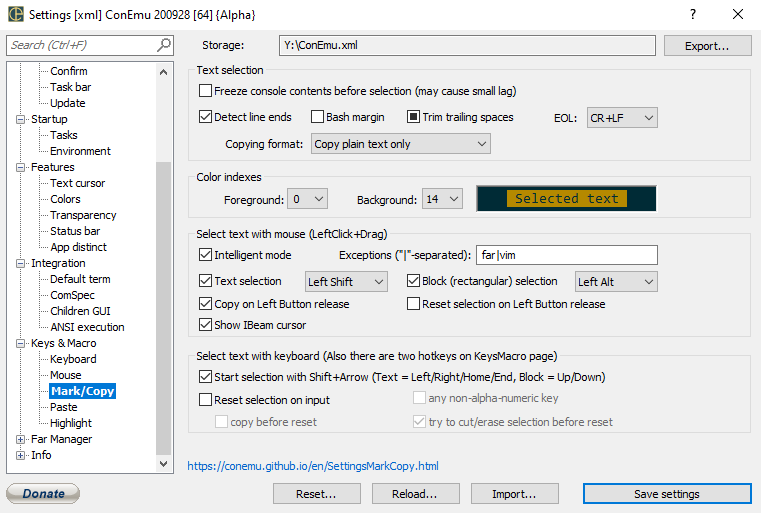 Settings [xml] ConEmu 200928 [64] {Alpha}
Search (Ctrl+F)
Storage: Y:\ConEmu.xml Export...
Confirm
Task bar
Update
Startup
Tasks
Environment
Features
Text cursor
Colors
Transparency
Status bar
App distinct
Integration
Default term
ComSpec
Children GUI
ANSI execution
Keys & Macro
Keyboard
Mouse
Mark/Copy
Paste
Highlight
Far Manager
Info
Text selection
Freeze console contents before selection (may cause small lag)
Detect line ends Bash margin Trim trailing spaces EOL: CR+LF
Copying format: Copy plain text only
Color indexes
Foreground: 0 Background: 14 Selected text
Select text with mouse (LeftClick+Drag)
Intelligent mode Exceptions ("|"-separated): far|vim
Text selection Left Shift Block (rectangular) selection Left Alt
Copy on Left Button release Reset selection on Left Button release
Show IBeam cursor
Select text with keyboard (Also there are two hotkeys on KeysMacro page)
Start selection with Shift+Arrow (Text = Left/Right/Home/End, Block = Up/Down)
Reset selection on input any non-alpha-numeric key
copy before reset try to cut/erase selection before reset
https://conemu.github.io/en/SettingsMarkCopy.html
Donate Reset... Reload... Import... Save settings